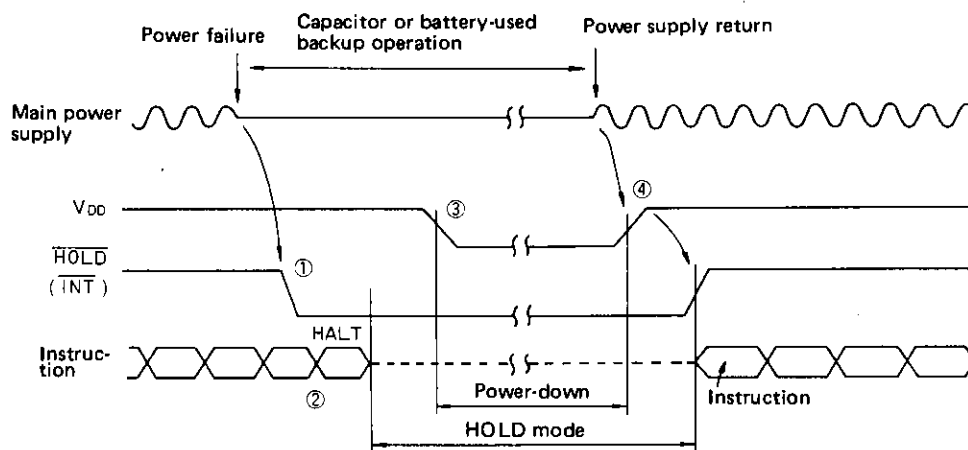 Power failure
Capacitor or battery-used
backup operation
Power supply return
Main power
supply
VDD
③
④
HOLD
(INT)
①
HALT
Instruc-
tion
②
Power-down
Instruction
HOLD mode